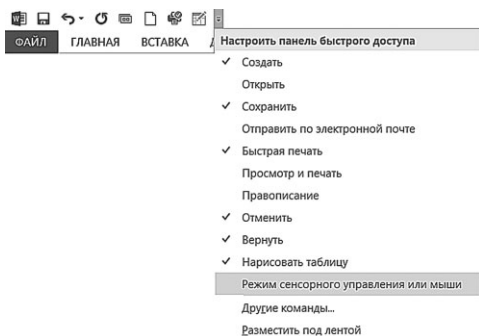 ФАЙЛ ГЛАВНАЯ ВСТАВКА
Настроить панель быстрого доступа
✓ Создать
Открыть
✓ Сохранить
Отправить по электронной почте
✓ Быстрая печать
Просмотр и печать
Правописание
✓ Отменить
✓ Вернуть
✓ Нарисовать таблицу
Режим сенсорного управления или мыши
Другие команды...
Разместить под лентой